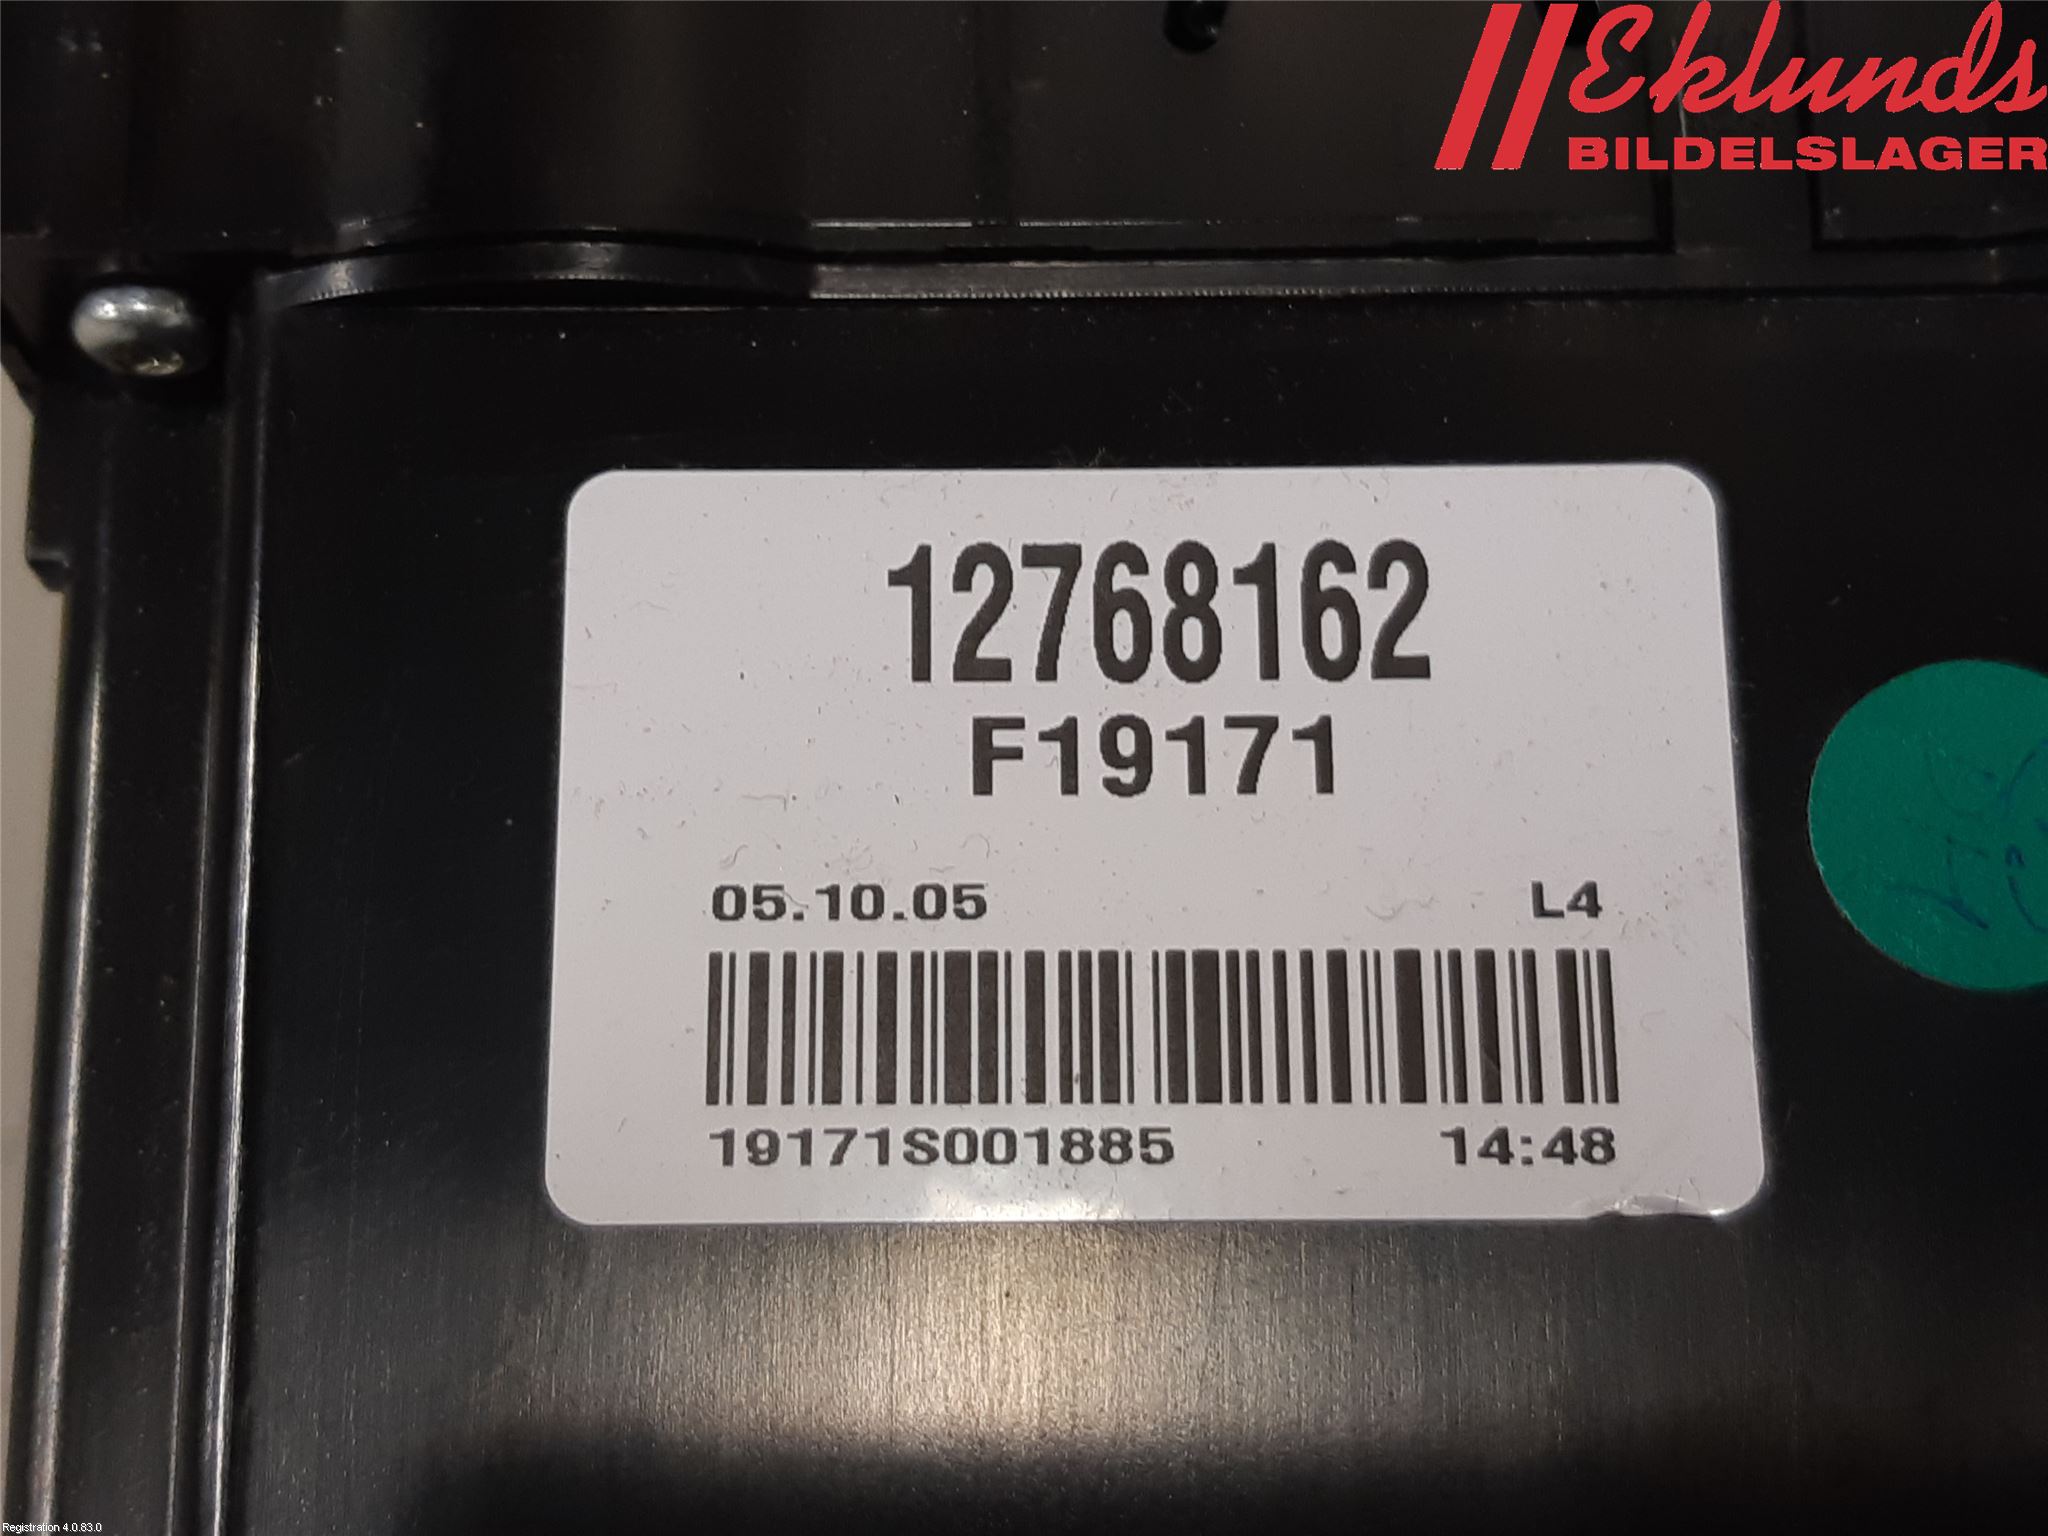 Eklunds
BILDELSLAGER
12768162
F19171
05.10.05 L4
19171S001885 14:48
Registration 4.0.83.0